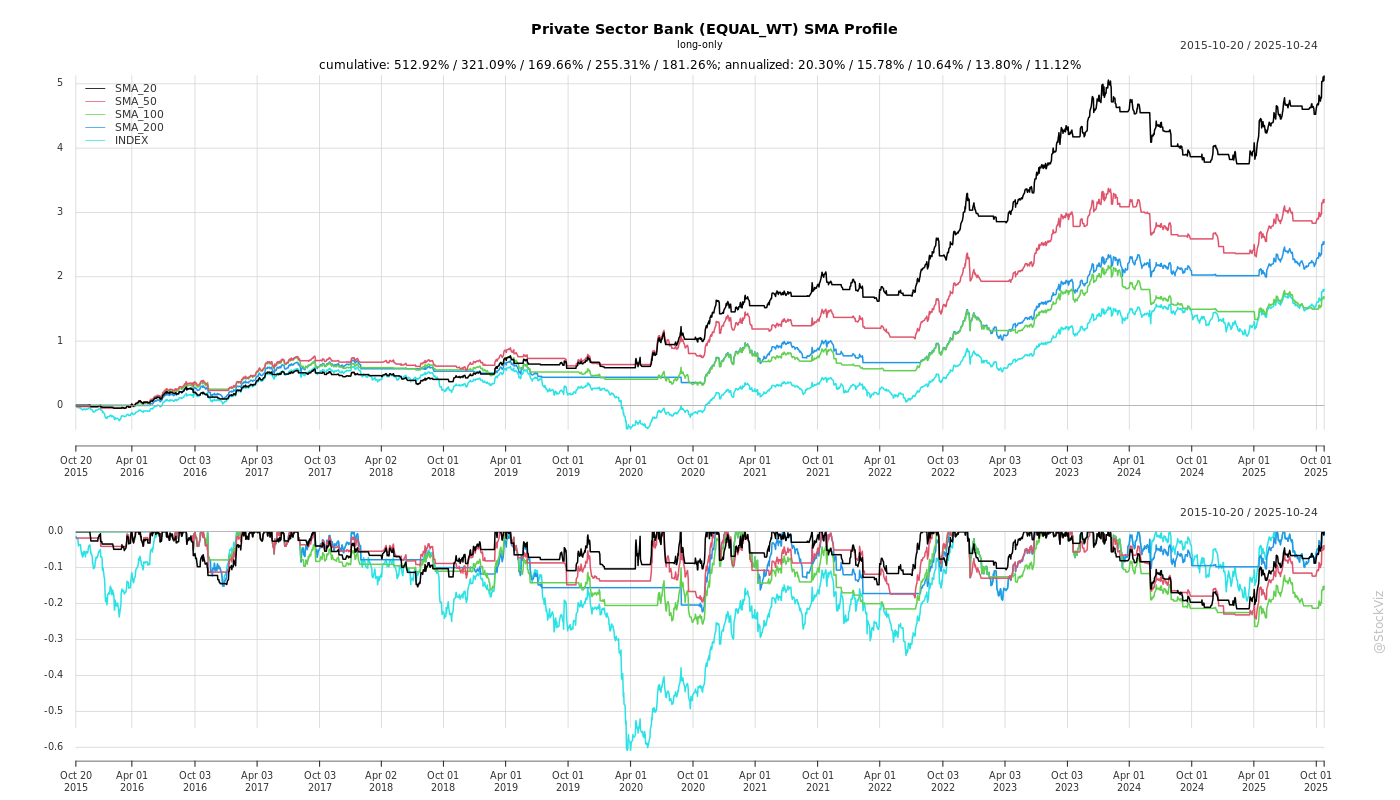 Private Sector Bank (EQUAL_WT) SMA Profile
long-only
2015-10-20 / 2025-10-24
cumulative: 512.92% / 321.09% / 169.66% / 255.31% / 181.26%; annualized: 20.30% / 15.78% / 10.64% / 13.80% / 11.12%
SMA_20
SMA_50
SMA_100
SMA_200
INDEX
5
4
3
2
1
0
Oct 20 Apr 01 Oct 03 Apr 03 Oct 03 Apr 02 Oct 01 Apr 01 Oct 01 Apr 01 Oct 01 Apr 01 Oct 01 Apr 01 Oct 03 Apr 03 Oct 03 Apr 01 Oct 01 Apr 01 Oct 01
2015 2016 2016 2017 2017 2018 2018 2019 2019 2020 2020 2021 2021 2022 2022 2023 2023 2024 2024 2025 2025
2015-10-20 / 2025-10-24
0.0
-0.1
-0.2
-0.3
-0.4
-0.5
-0.6
Oct 20 Apr 01 Oct 03 Apr 03 Oct 03 Apr 02 Oct 01 Apr 01 Oct 01 Apr 01 Oct 01 Apr 01 Oct 01 Apr 01 Oct 03 Apr 03 Oct 03 Apr 01 Oct 01 Apr 01 Oct 01
2015 2016 2016 2017 2017 2018 2018 2019 2019 2020 2020 2021 2021 2022 2022 2023 2023 2024 2024 2025 2025
@StockViz